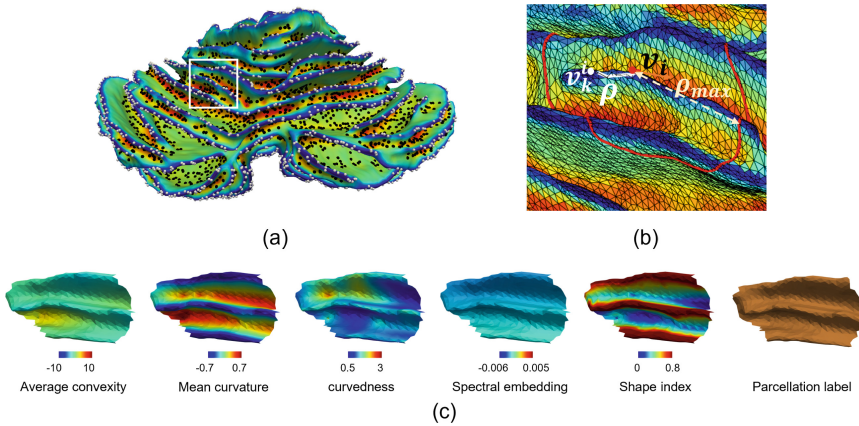 v_i
v_k^i
ρ
ρ_max
(a)
(b)
-10 10
-0.7 0.7
0.5 3
-0.006 0.005
0 0.8
Average convexity
Mean curvature
curvedness
Spectral embedding
Shape index
Parcellation label
(c)